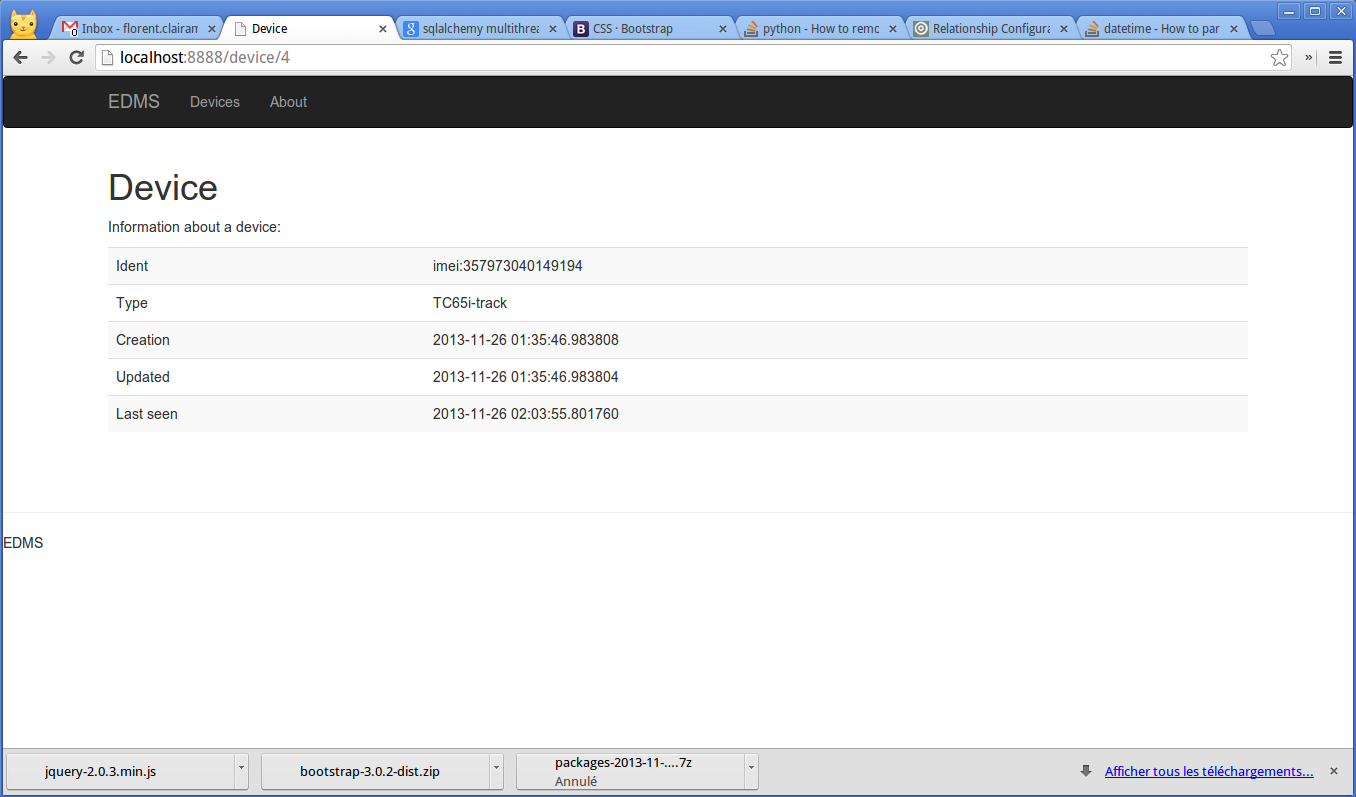 Inbox - florent.clairam
Device
sqlalchemy multithrea
CSS · Bootstrap
python - How to remo
Relationship Configura
datetime - How to par
localhost:8888/device/4
EDMS Devices About
Device
Information about a device:
Ident imei:357973040149194
Type TC65i-track
Creation 2013-11-26 01:35:46.983808
Updated 2013-11-26 01:35:46.983804
Last seen 2013-11-26 02:03:55.801760
EDMS
jquery-2.0.3.min.js
bootstrap-3.0.2-dist.zip
packages-2013-11-....7z
Annulé
Afficher tous les téléchargements...